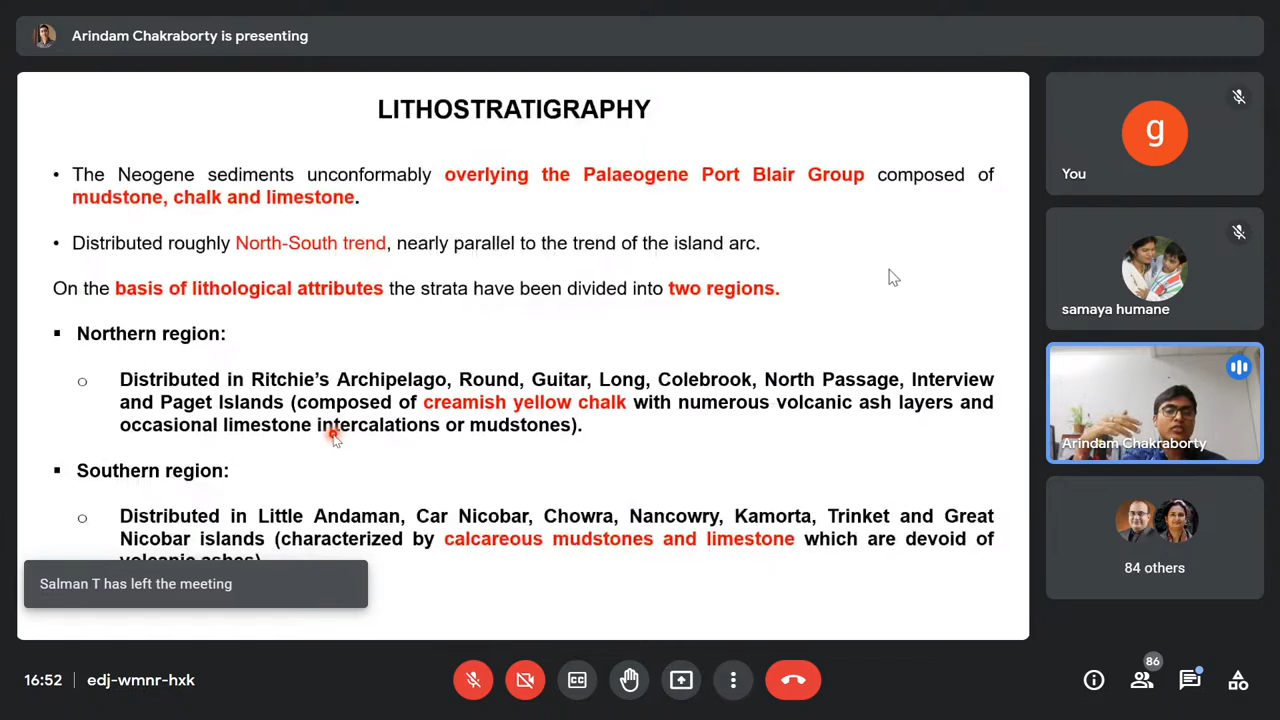 Arindam Chakraborty is presenting
LITHOSTRATIGRAPHY
• The Neogene sediments unconformably overlying the Palaeogene Port Blair Group composed of
mudstone, chalk and limestone.
• Distributed roughly North-South trend, nearly parallel to the trend of the island arc.
On the basis of lithological attributes the strata have been divided into two regions.
▪ Northern region:
o Distributed in Ritchie's Archipelago, Round, Guitar, Long, Colebrook, North Passage, Interview
and Paget Islands (composed of creamish yellow chalk with numerous volcanic ash layers and
occasional limestone intercalations or mudstones).
▪ Southern region:
o Distributed in Little Andaman, Car Nicobar, Chowra, Nancowry, Kamorta, Trinket and Great
Nicobar islands (characterized by calcareous mudstones and limestone which are devoid of
volcanic ashes)
Salman T has left the meeting
g
You
samaya humane
Arindam Chakraborty
84 others
16:52 edj-wmnr-hxk
CC
86